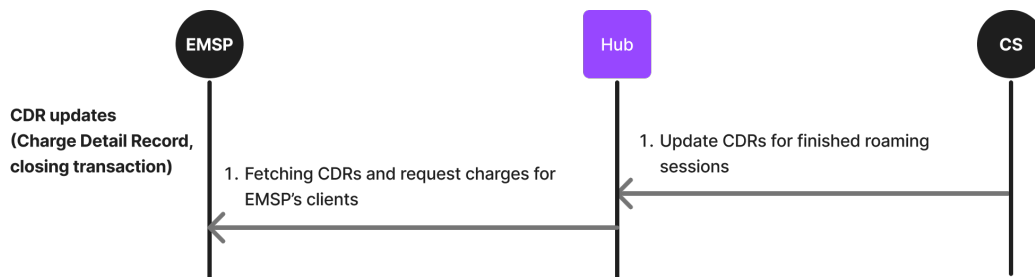 EMSP
Hub
CS
CDR updates
(Charge Detail Record,
closing transaction)
1. Update CDRs for finished roaming
sessions
1. Fetching CDRs and request charges for
EMSP's clients